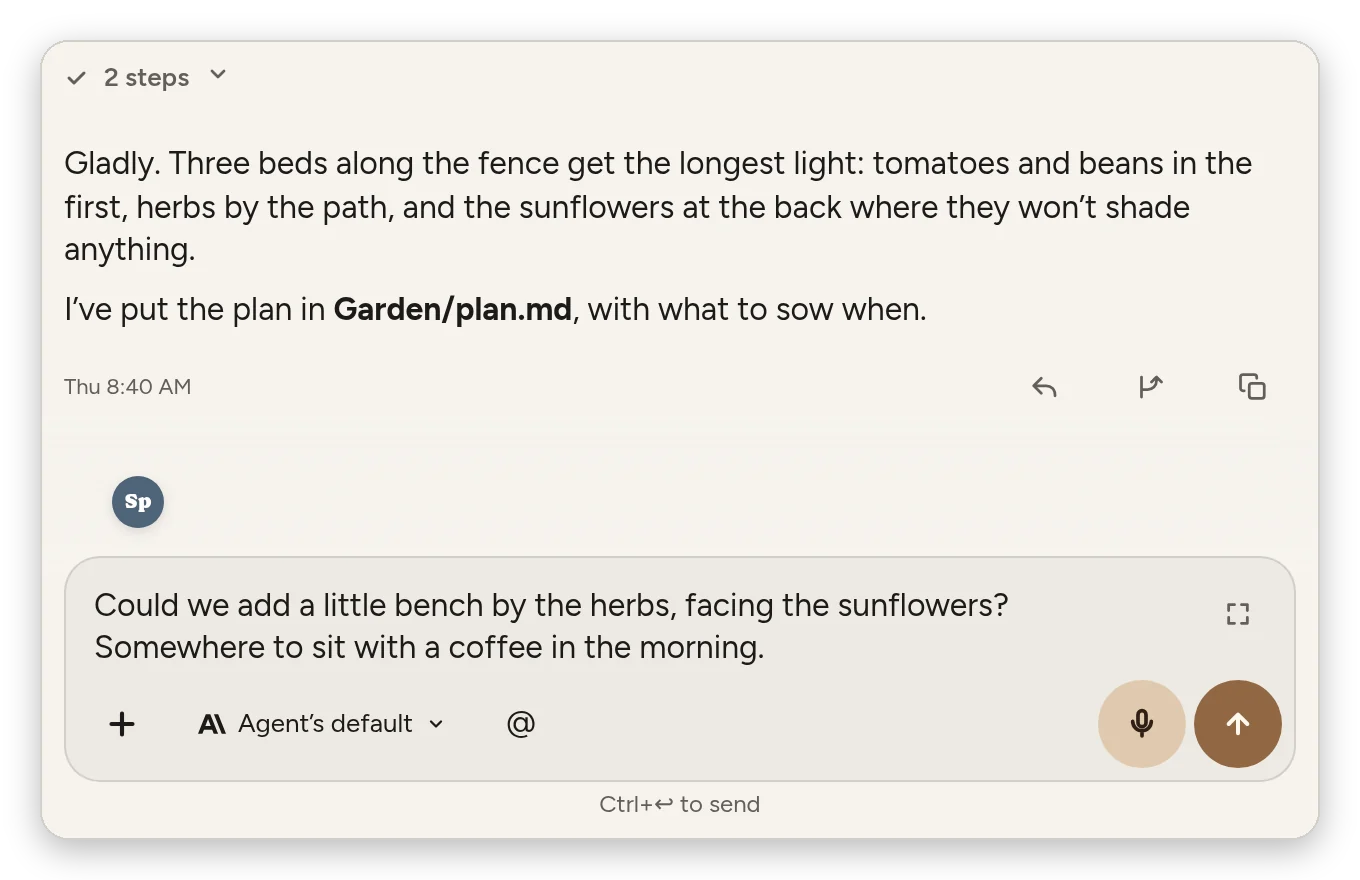 2 steps
Gladly. Three beds along the fence get the longest light: tomatoes and beans in the
first, herbs by the path, and the sunflowers at the back where they won’t shade
anything.
I’ve put the plan in Garden/plan.md, with what to sow when.
Thu 8:40 AM
Sp
Could we add a little bench by the herbs, facing the sunflowers?
Somewhere to sit with a coffee in the morning.
Agent’s default
@
Ctrl+↩ to send